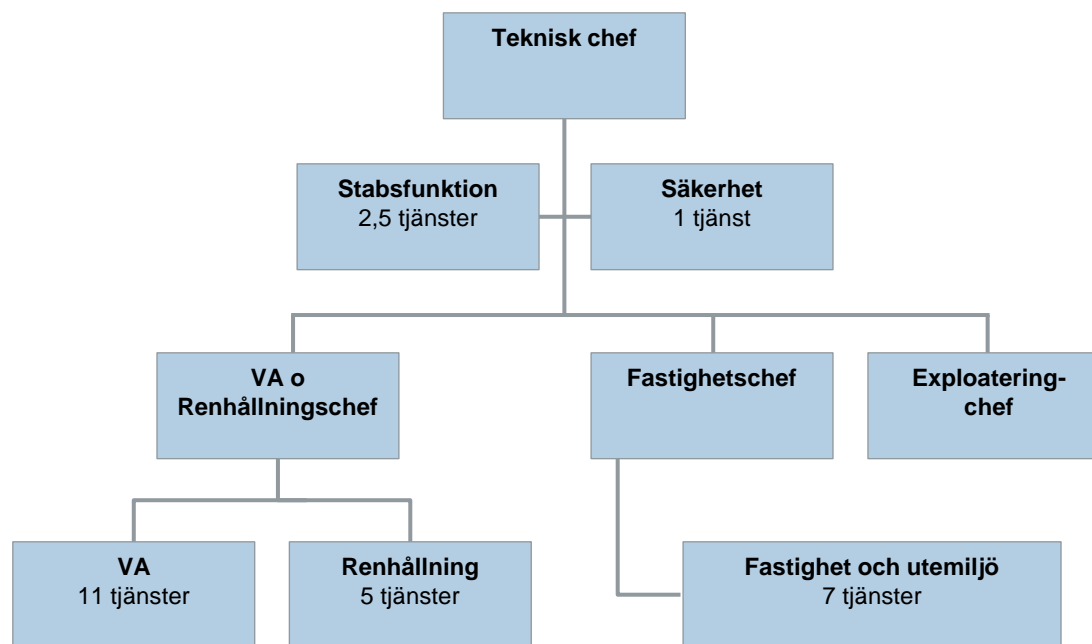 Teknisk chef
Stabsfunktion
2,5 tjänster
Säkerhet
1 tjänst
VA o
Renhållningschef
Fastighetschef
Exploatering-
chef
VA
11 tjänster
Renhållning
5 tjänster
Fastighet och utemiljö
7 tjänster